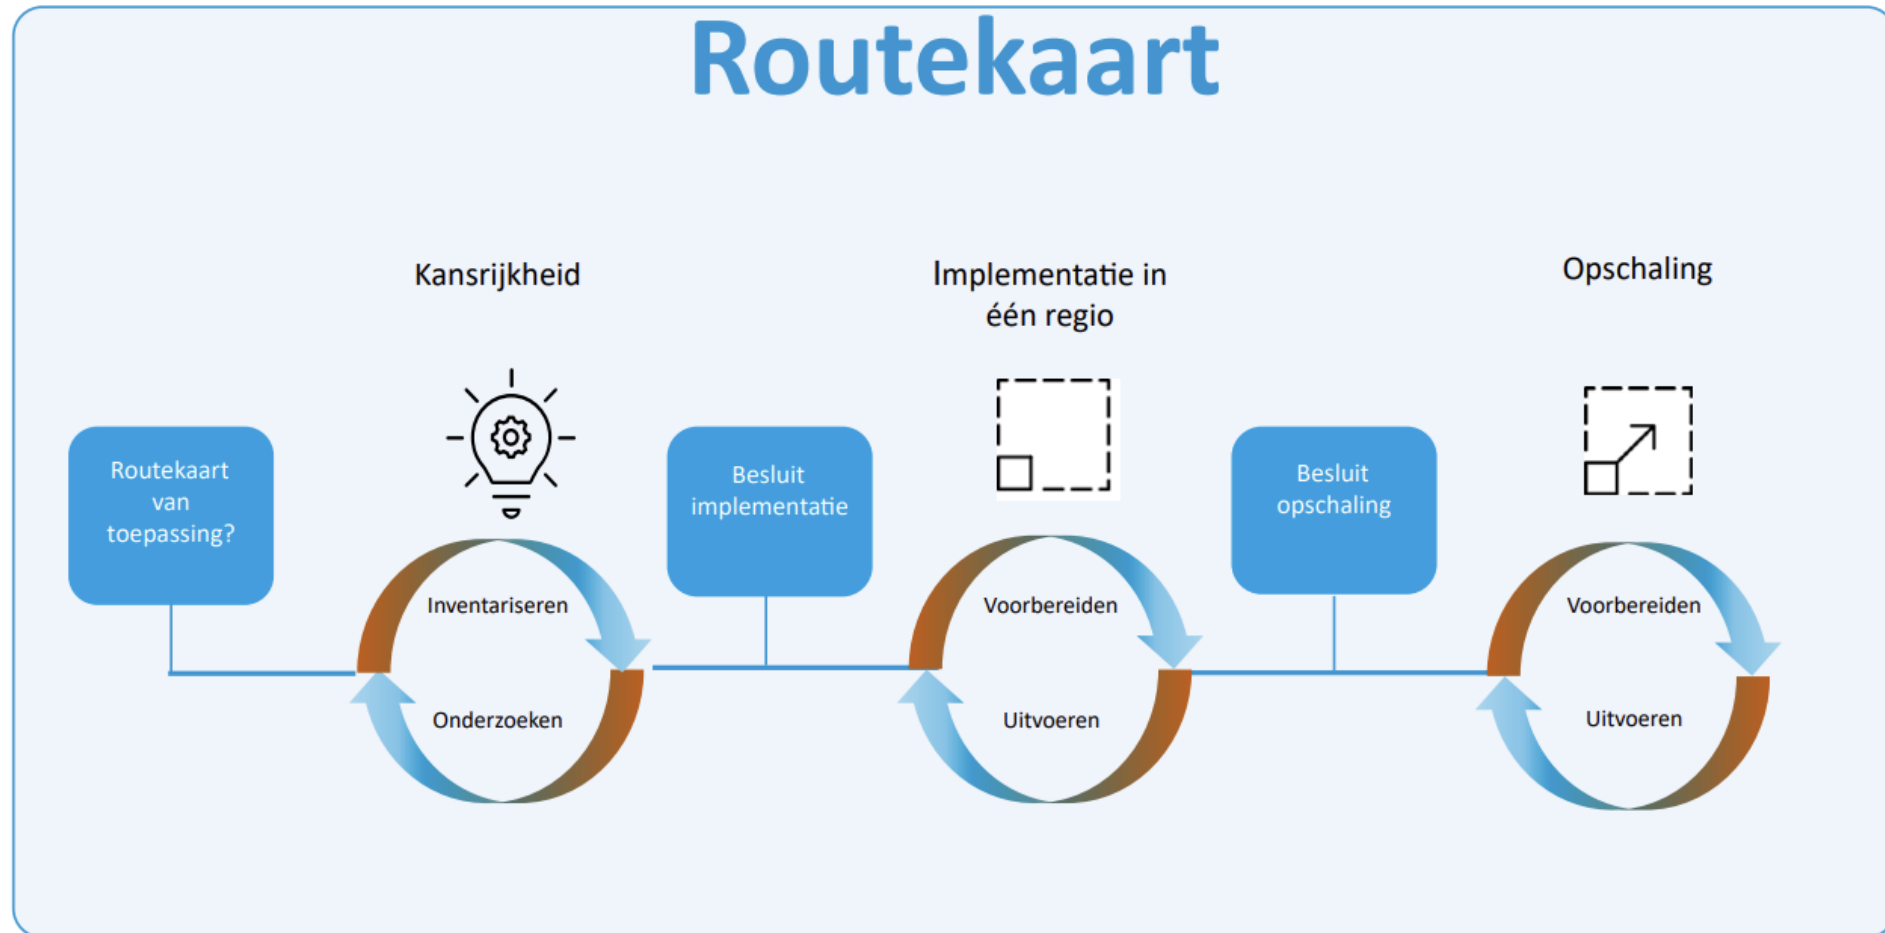 Routekaart
Kansrijkheid
Implementatie in
één regio
Opschaling
Routekaart
van
toepassing?
Besluit
implementatie
Besluit
opschaling
Inventariseren
Onderzoeken
Voorbereiden
Uitvoeren
Voorbereiden
Uitvoeren